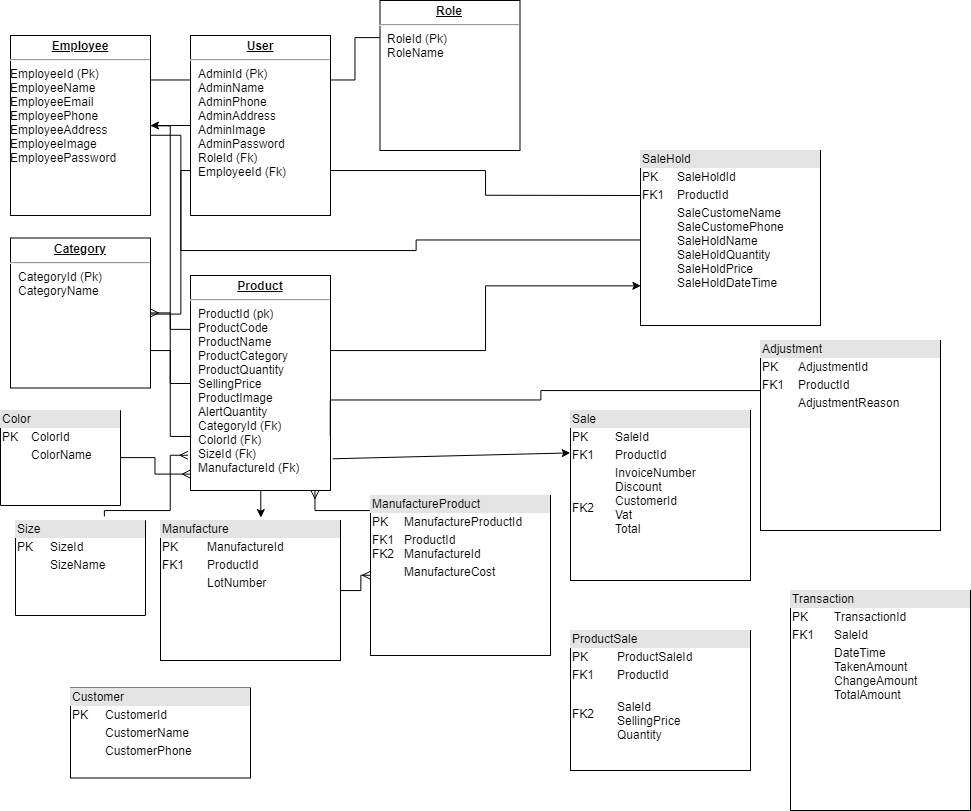 Role
RoleId (Pk)
RoleName
Employee
EmployeeId (Pk)
EmployeeName
EmployeeEmail
EmployeePhone
EmployeeAddress
EmployeeImage
EmployeePassword
User
AdminId (Pk)
AdminName
AdminPhone
AdminAddress
AdminImage
AdminPassword
RoleId (Fk)
EmployeeId (Fk)
SaleHold
PK SaleHoldId
FK1 ProductId
SaleCustomeName
SaleCustomePhone
SaleHoldName
SaleHoldQuantity
SaleHoldPrice
SaleHoldDateTime
Category
CategoryId (Pk)
CategoryName
Product
ProductId (pk)
ProductCode
ProductName
ProductCategory
ProductQuantity
SellingPrice
ProductImage
AlertQuantity
CategoryId (Fk)
ColorId (Fk)
SizeId (Fk)
ManufactureId (Fk)
Adjustment
PK AdjustmentId
FK1 ProductId
AdjustmentReason
Color
PK ColorId
ColorName
Sale
PK SaleId
FK1 ProductId
InvoiceNumber
Discount
FK2 CustomerId
Vat
Total
Size
PK SizeId
SizeName
Manufacture
PK ManufactureId
FK1 ProductId
LotNumber
ManufactureProduct
PK ManufactureProductId
FK1 ProductId
FK2 ManufactureId
ManufactureCost
Transaction
PK TransactionId
FK1 SaleId
DateTime
TakenAmount
ChangeAmount
TotalAmount
ProductSale
PK ProductSaleId
FK1 ProductId
FK2 SaleId
SellingPrice
Quantity
Customer
PK CustomerId
CustomerName
CustomerPhone